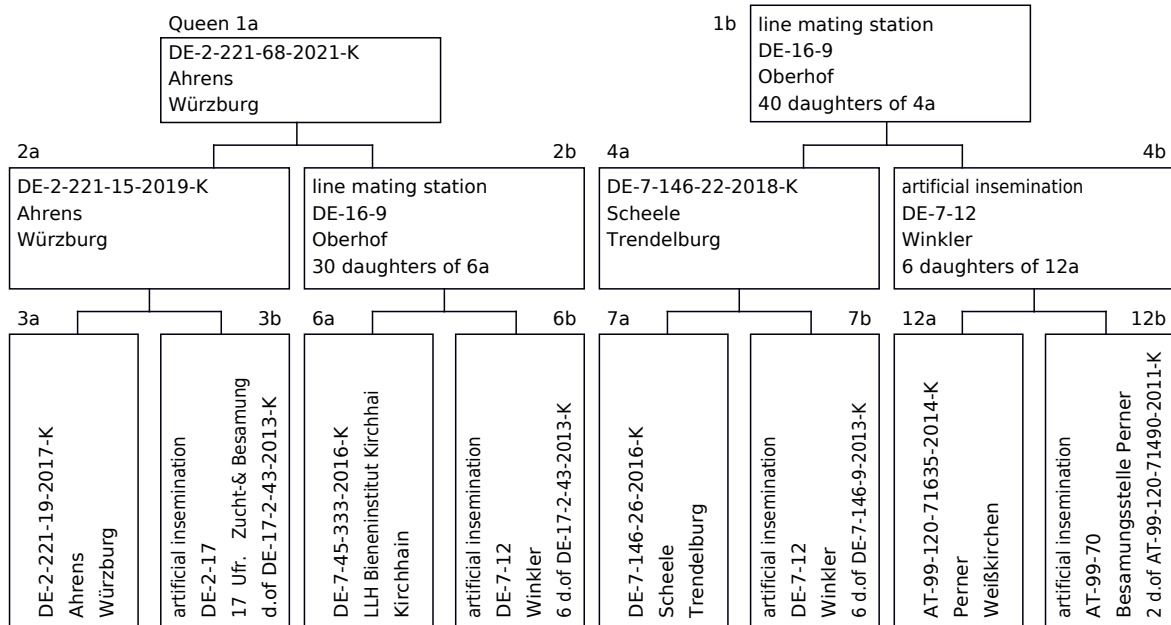 Queen 1a
DE-2-221-68-2021-K
Ahrens
Würzburg
1b
line mating station
DE-16-9
Oberhof
40 daughters of 4a
2a
DE-2-221-15-2019-K
Ahrens
Würzburg
2b
line mating station
DE-16-9
Oberhof
30 daughters of 6a
4a
DE-7-146-22-2018-K
Scheele
Trendelburg
4b
artificial insemination
DE-7-12
Winkler
6 daughters of 12a
3a
DE-2-221-19-2017-K
Ahrens
Würzburg
3b
artificial insemination
DE-2-17
17 Ufr. Zucht-& Besamung
d.of DE-17-2-43-2013-K
6a
DE-7-45-333-2016-K
LLH Bieneninstitut Kirchhai
Kirchhain
6b
artificial insemination
DE-7-12
Winkler
6 d.of DE-17-2-43-2013-K
7a
DE-7-146-26-2016-K
Scheele
Trendelburg
7b
artificial insemination
DE-7-12
Winkler
6 d.of DE-7-146-9-2013-K
12a
AT-99-120-71635-2014-K
Perner
Weißkirchen
12b
artificial insemination
AT-99-70
Besamungsstelle Perner
2 d.of AT-99-120-71490-2011-K